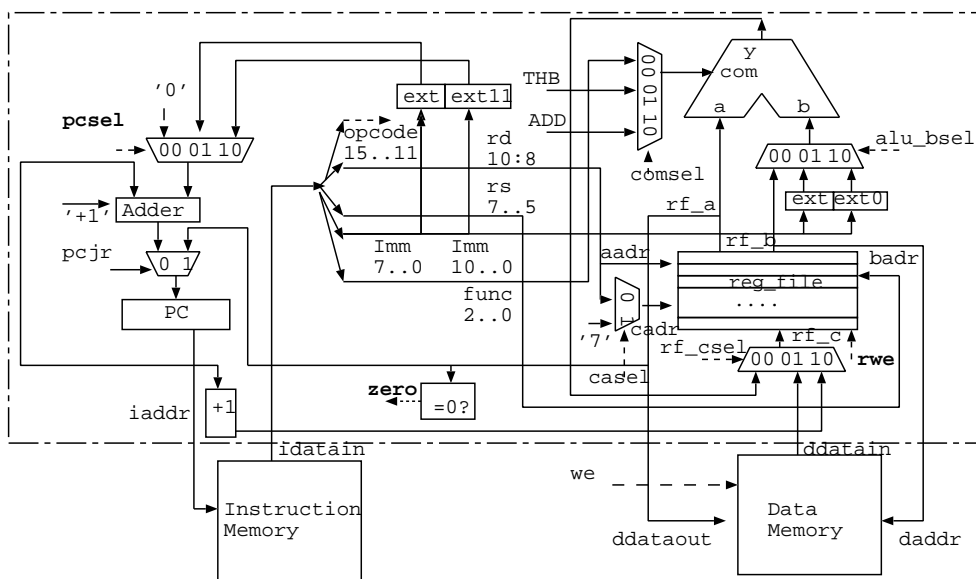 y
com
a
b
THB
ADD
00 01 10
comsel
'0'
pcsel
00 01 10
ext
ext11
opcode
15..11
rd
10:8
rs
7..5
alu_bsel
00 01 10
ext
ext0
rf_a
rf_b
'+1'
Adder
pcjr
0 1
PC
Imm
7..0
Imm
10..0
func
2..0
aadr
badr
reg_file
....
0 1
cadr
'7'
casel
rf_csel
rf_c
00 01 10
rwe
zero
=0?
+1
iaddr
idatain
ddatain
we
Instruction
Memory
Data
Memory
ddataout
daddr